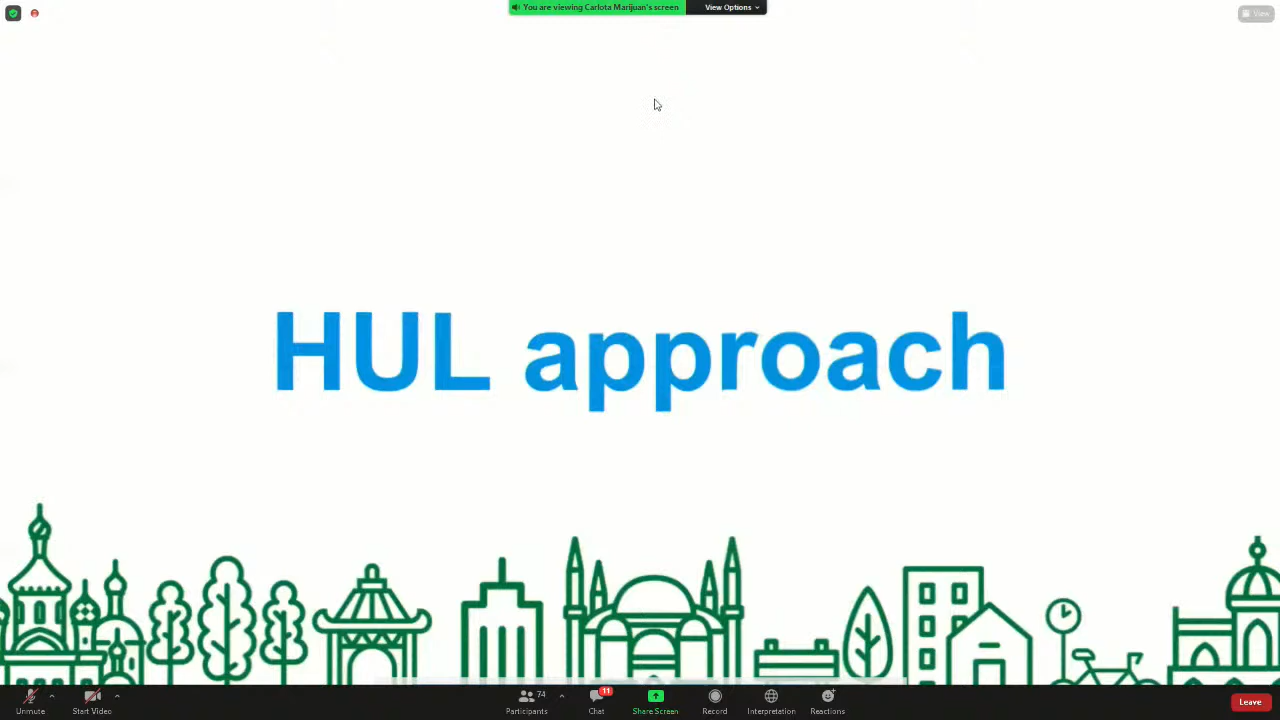 You are viewing Carlota Marijuan's screen
View Options
View
HUL approach
Unmute
Start Video
74
Participants
11
Chat
Share Screen
Record
Interpretation
Reactions
Leave